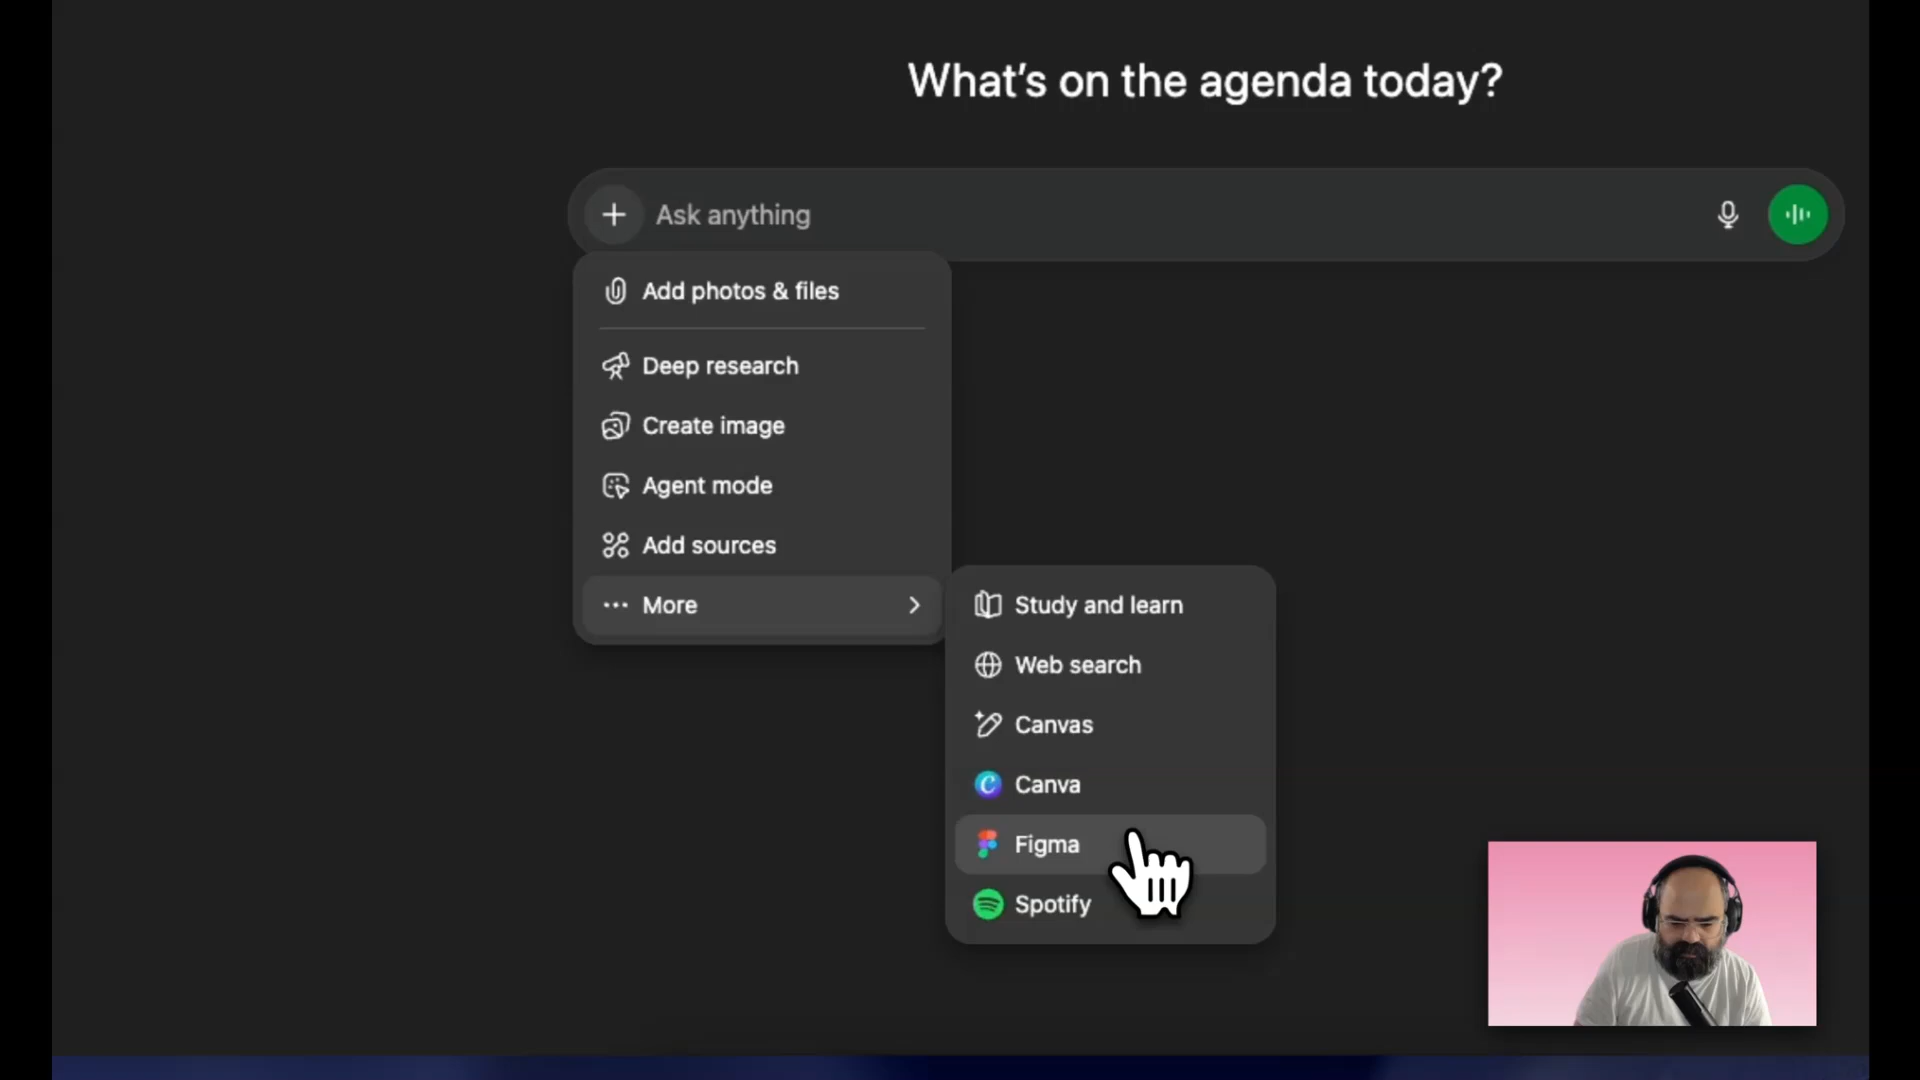 What's on the agenda today?
Ask anything
Add photos & files
Deep research
Create image
Agent mode
Add sources
More
Study and learn
Web search
Canvas
Canva
Figma
Spotify